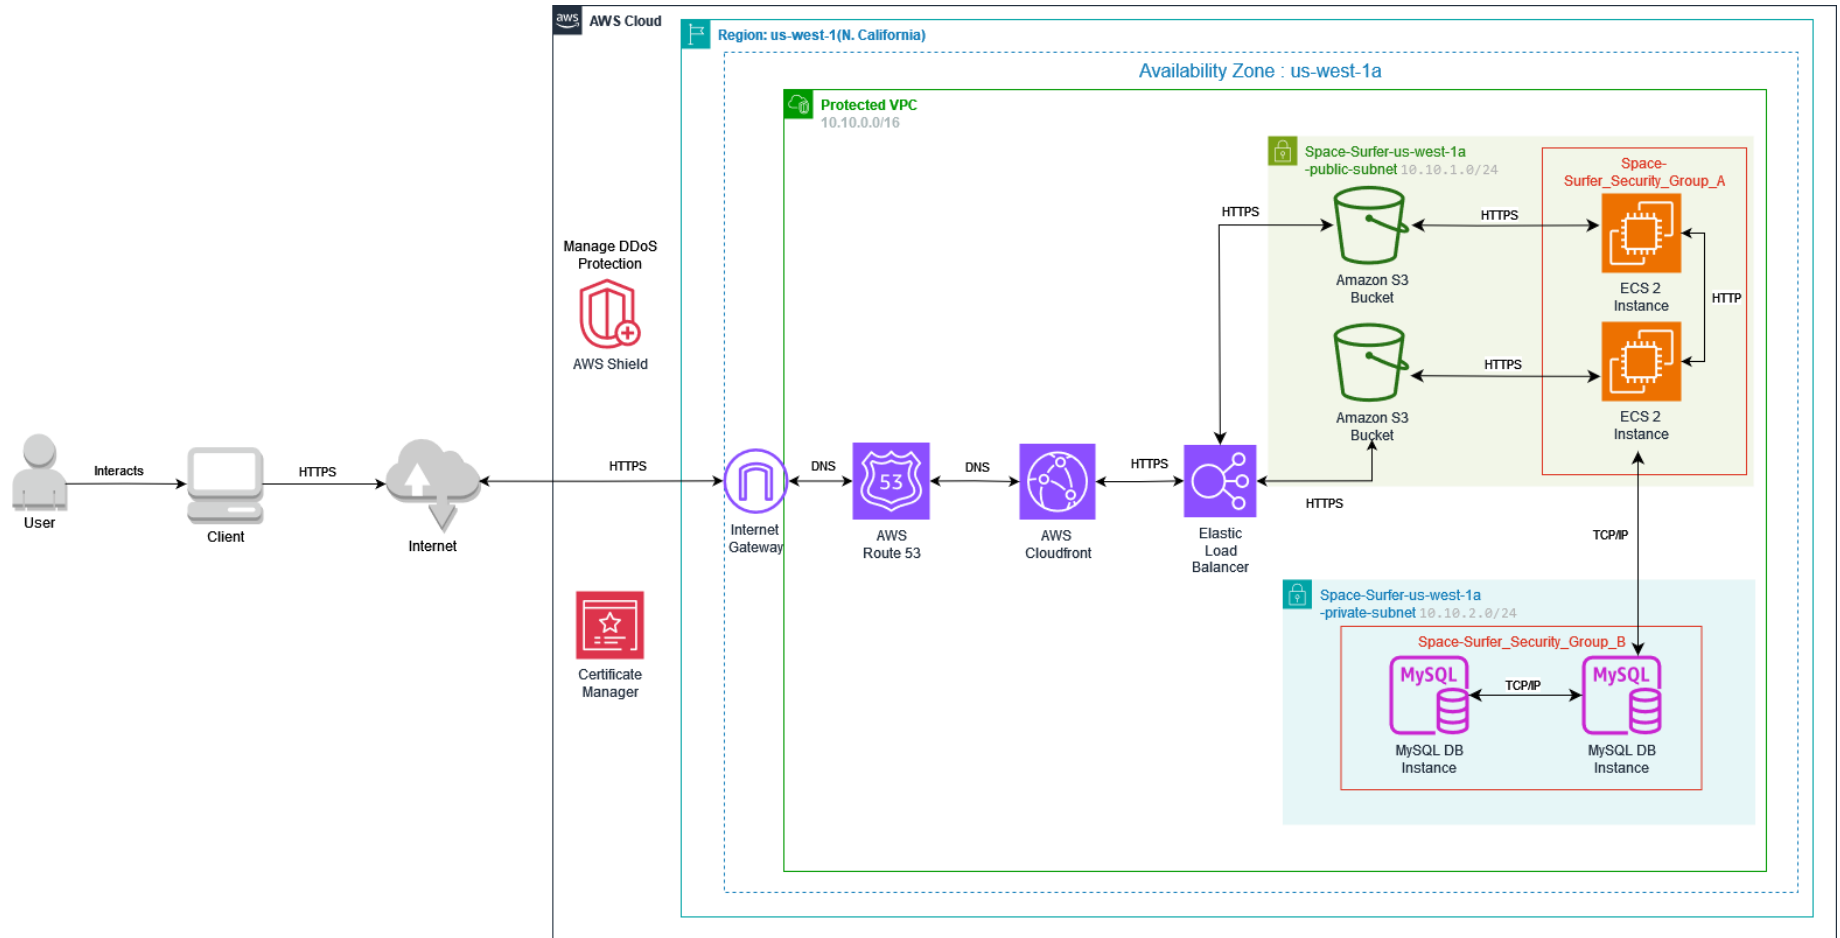 aws
AWS Cloud
Region: us-west-1(N. California)
Availability Zone : us-west-1a
Protected VPC
10.10.0.0/16
Space-Surfer-us-west-1a
-public-subnet 10.10.1.0/24
Space-
Surfer_Security_Group_A
HTTPS
HTTPS
Amazon S3
Bucket
ECS 2
Instance
HTTP
Manage DDoS
Protection
AWS Shield
HTTPS
Amazon S3
Bucket
ECS 2
Instance
Interacts
HTTPS
HTTPS
DNS
DNS
HTTPS
HTTPS
53
User
Client
Internet
Internet
Gateway
AWS
Route 53
AWS
Cloudfront
Elastic
Load
Balancer
TCP/IP
Certificate
Manager
Space-Surfer-us-west-1a
-private-subnet 10.10.2.0/24
Space-Surfer_Security_Group_B
MySQL
MySQL
TCP/IP
MySQL DB
Instance
MySQL DB
Instance